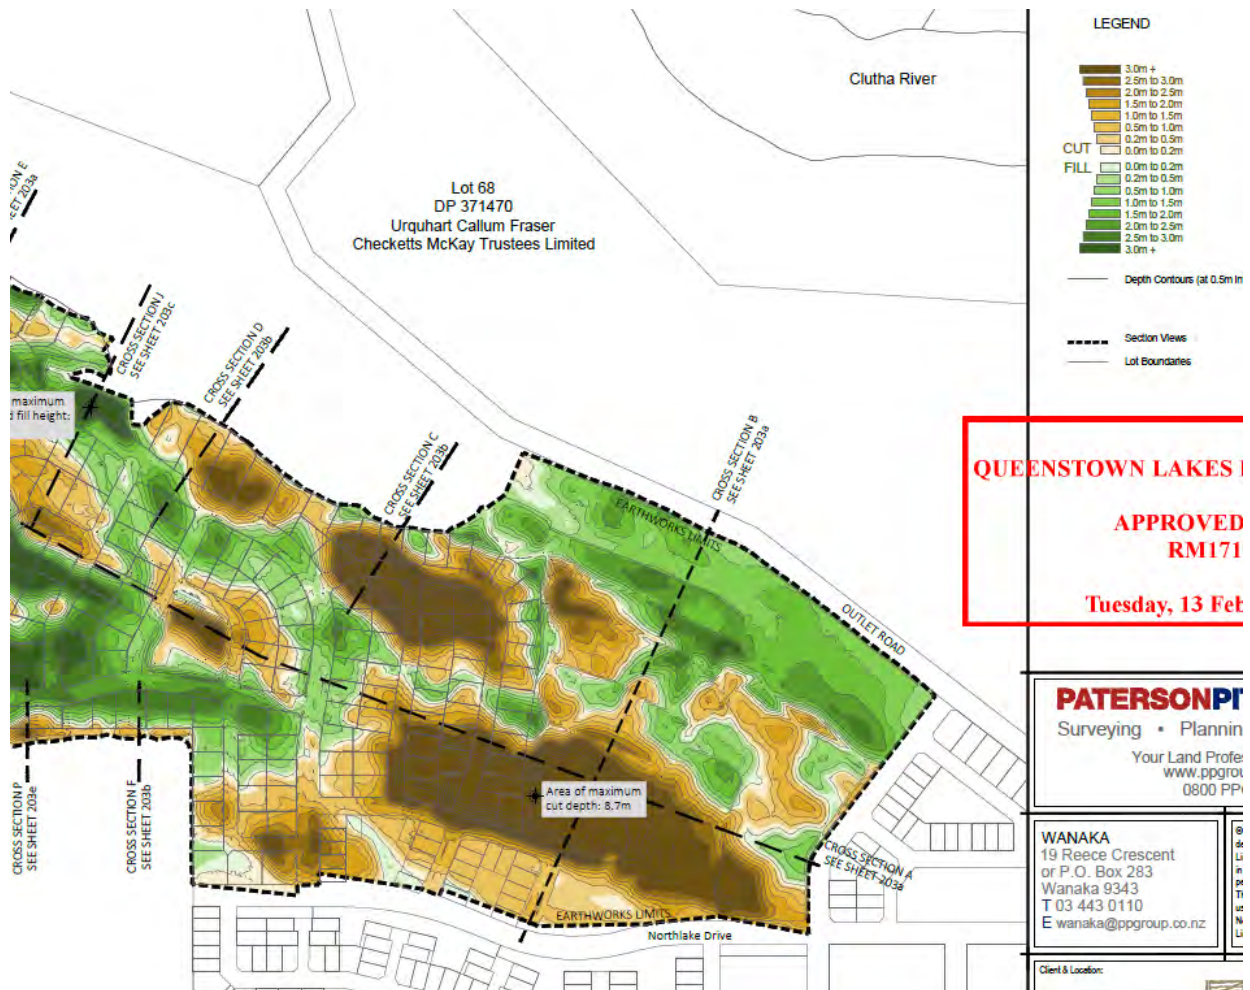 LEGEND
3.0m +
2.5m to 3.0m
2.0m to 2.5m
1.5m to 2.0m
1.0m to 1.5m
0.5m to 1.0m
0.2m to 0.5m
CUT 0.0m to 0.2m
FILL 0.0m to 0.2m
0.2m to 0.5m
0.5m to 1.0m
1.0m to 1.5m
1.5m to 2.0m
2.0m to 2.5m
2.5m to 3.0m
3.0m +
Depth Contours (at 0.5m in
Section Views
Lot Boundaries
Clutha River
Lot 68
DP 371470
Urquhart Callum Fraser
Checketts McKay Trustees Limited
ION E
EET 203a
CROSS SECTION J
SEE SHEET 203c
CROSS SECTION D
SEE SHEET 203b
CROSS SECTION C
SEE SHEET 203b
CROSS SECTION B
SEE SHEET 203a
maximum
d fill height:
EARTHWORKS LIMITS
OUTLET ROAD
QUEENSTOWN LAKES
APPROVED
RM171
Tuesday, 13 Feb
Area of maximum
cut depth: 8.7m
CROSS SECTION P
SEE SHEET 203e
CROSS SECTION F
SEE SHEET 203b
CROSS SECTION A
SEE SHEET 203a
EARTHWORKS LIMITS
Northlake Drive
PATERSONPIT
Surveying • Plannin
Your Land Profes
www.ppgrou
0800 PP
WANAKA
19 Reece Crescent
or P.O. Box 283
Wanaka 9343
T 03 443 0110
E wanaka@ppgroup.co.nz
Client & Location: